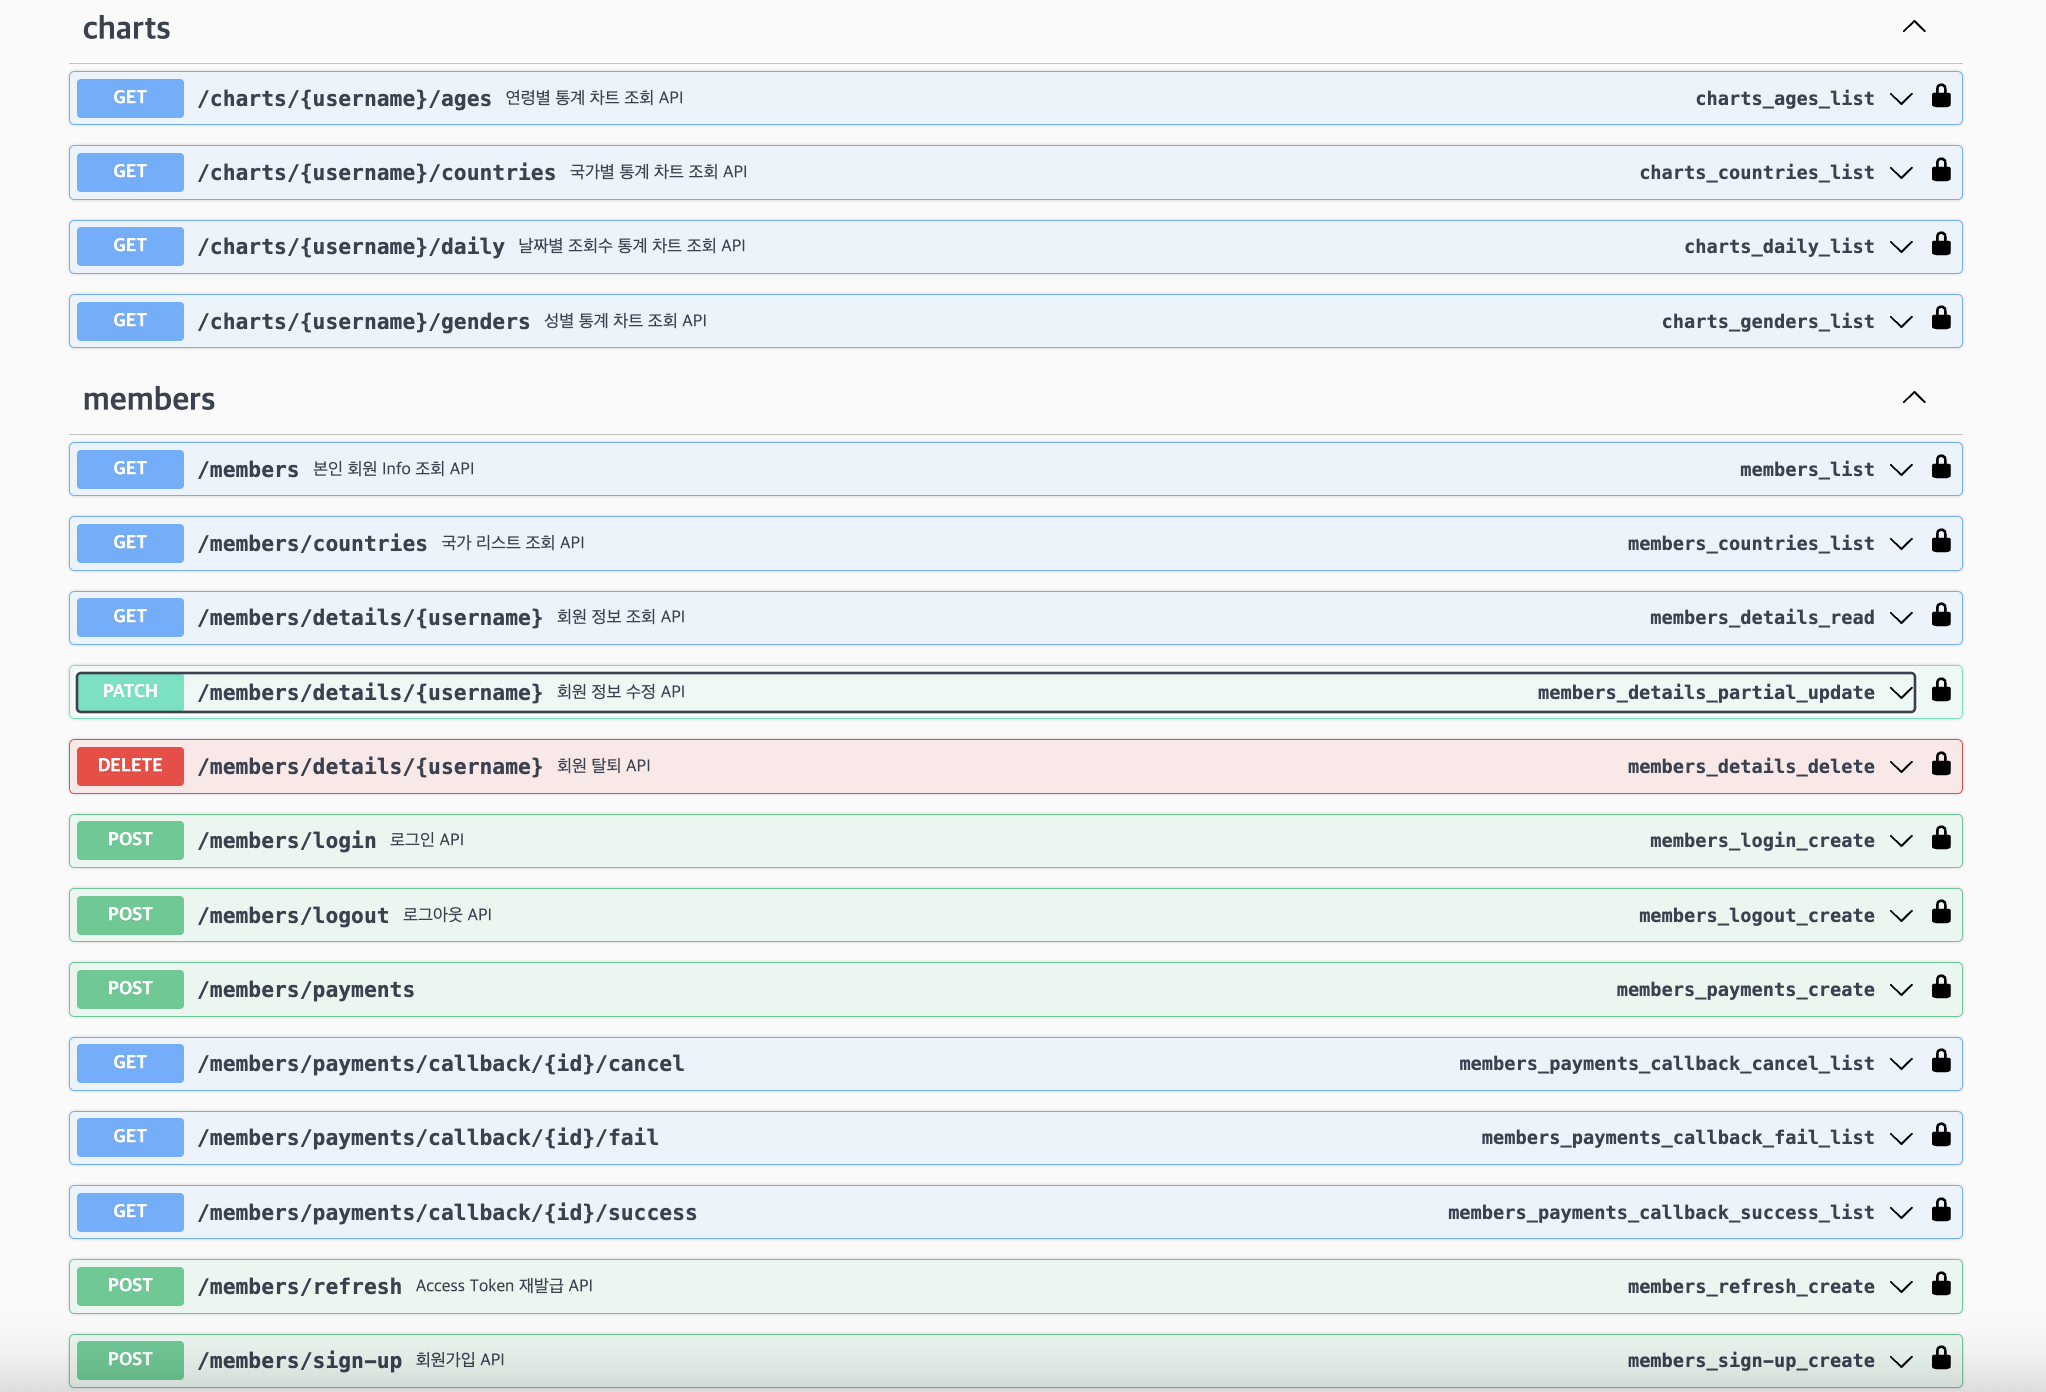 charts
GET /charts/{username}/ages 연령별 통계 차트 조회 API charts_ages_list
GET /charts/{username}/countries 국가별 통계 차트 조회 API charts_countries_list
GET /charts/{username}/daily 날짜별 조회수 통계 차트 조회 API charts_daily_list
GET /charts/{username}/genders 성별 통계 차트 조회 API charts_genders_list
members
GET /members 본인 회원 Info 조회 API members_list
GET /members/countries 국가 리스트 조회 API members_countries_list
GET /members/details/{username} 회원 정보 조회 API members_details_read
PATCH /members/details/{username} 회원 정보 수정 API members_details_partial_update
DELETE /members/details/{username} 회원 탈퇴 API members_details_delete
POST /members/login 로그인 API members_login_create
POST /members/logout 로그아웃 API members_logout_create
POST /members/payments members_payments_create
GET /members/payments/callback/{id}/cancel members_payments_callback_cancel_list
GET /members/payments/callback/{id}/fail members_payments_callback_fail_list
GET /members/payments/callback/{id}/success members_payments_callback_success_list
POST /members/refresh Access Token 재발급 API members_refresh_create
POST /members/sign-up 회원가입 API members_sign-up_create